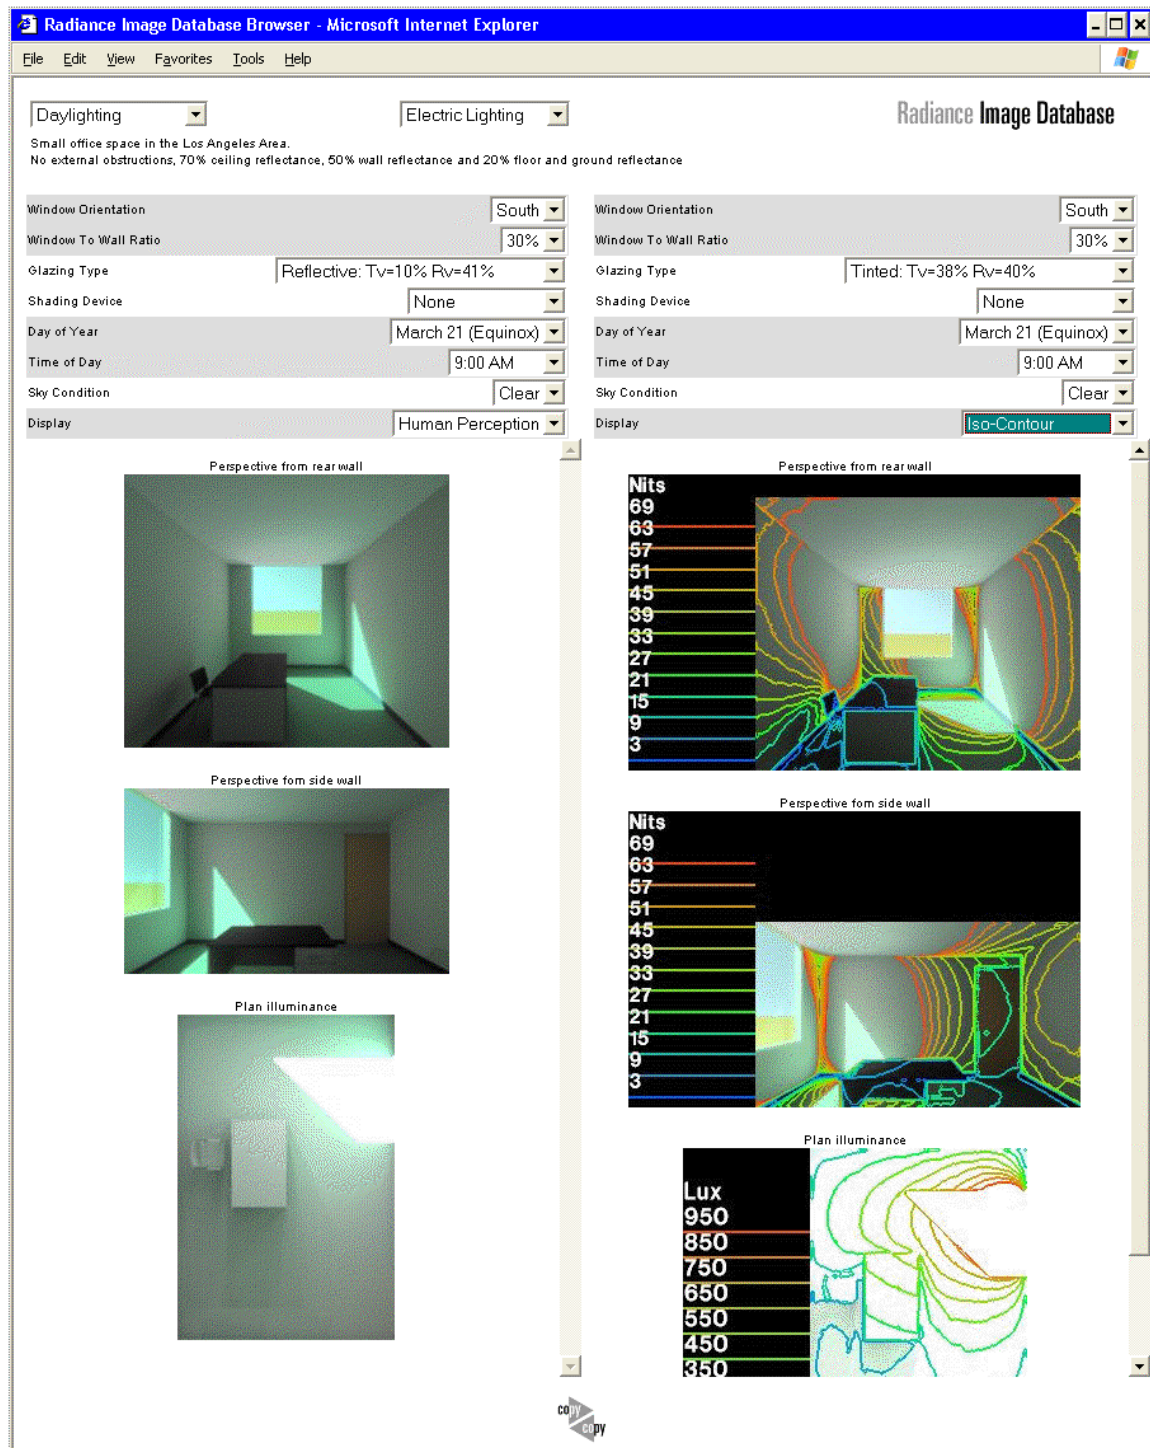 Radiance Image Database Browser - Microsoft Internet Explorer
File Edit View Favorites Tools Help
Daylighting
Electric Lighting
Radiance Image Database
Small office space in the Los Angeles Area.
No external obstructions, 70% ceiling reflectance, 50% wall reflectance and 20% floor and ground reflectance
Window Orientation South
Window To Wall Ratio 30%
Glazing Type Reflective: Tv=10% Rv=41%
Shading Device None
Day of Year March 21 (Equinox)
Time of Day 9:00 AM
Sky Condition Clear
Display Human Perception
Perspective from rear wall
Perspective fom side wall
Plan illuminance
Window Orientation South
Window To Wall Ratio 30%
Glazing Type Tinted: Tv=38% Rv=40%
Shading Device None
Day of Year March 21 (Equinox)
Time of Day 9:00 AM
Sky Condition Clear
Display Iso-Contour
Perspective from rear wall
Nits
69
63
57
51
45
39
33
27
21
15
9
3
Perspective fom side wall
Nits
69
63
57
51
45
39
33
27
21
15
9
3
Plan illuminance
Lux
950
850
750
650
550
450
350
copy
copy